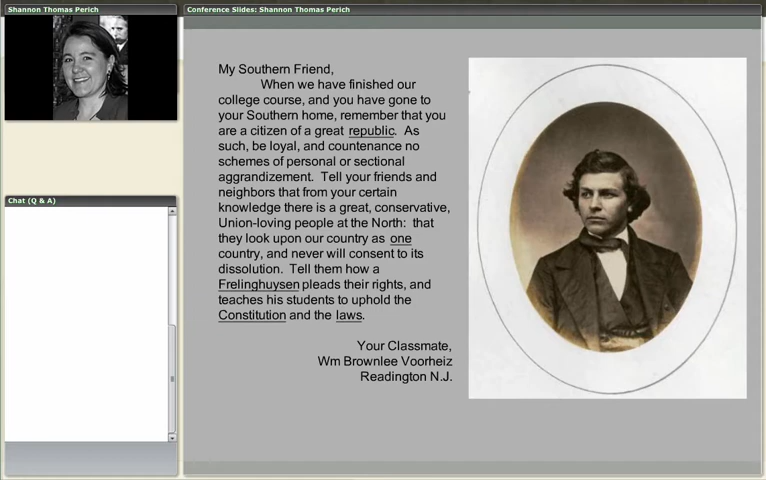 Shannon Thomas Perich
Conference Slides: Shannon Thomas Perich
Chat (Q & A)
My Southern Friend,
When we have finished our
college course, and you have gone to
your Southern home, remember that you
are a citizen of a great republic. As
such, be loyal, and countenance no
schemes of personal or sectional
aggrandizement. Tell your friends and
neighbors that from your certain
knowledge there is a great, conservative,
Union-loving people at the North: that
they look upon our country as one
country, and never will consent to its
dissolution. Tell them how a
Frelinghuysen pleads their rights, and
teaches his students to uphold the
Constitution and the laws.
Your Classmate,
Wm Brownlee Voorheiz
Readington N.J.